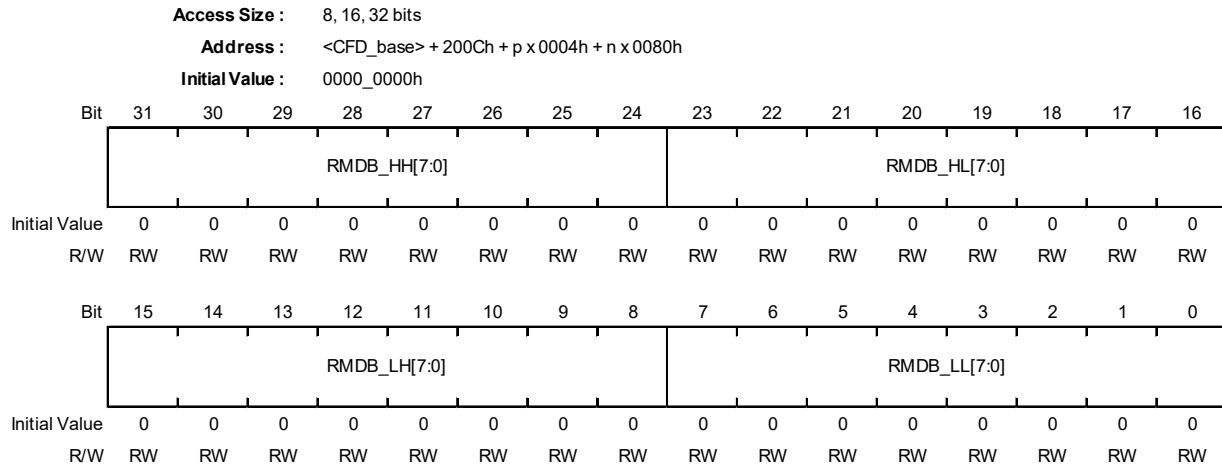 Access Size : 8, 16, 32 bits
Address : <CFD_base> + 200Ch + p x 0004h + n x 0080h
Initial Value : 0000_0000h
Bit 31 30 29 28 27 26 25 24 23 22 21 20 19 18 17 16
RMDB_HH[7:0] RMDB_HL[7:0]
Initial Value 0 0 0 0 0 0 0 0 0 0 0 0 0 0 0 0
R/W RW RW RW RW RW RW RW RW RW RW RW RW RW RW RW RW
Bit 15 14 13 12 11 10 9 8 7 6 5 4 3 2 1 0
RMDB_LH[7:0] RMDB_LL[7:0]
Initial Value 0 0 0 0 0 0 0 0 0 0 0 0 0 0 0 0
R/W RW RW RW RW RW RW RW RW RW RW RW RW RW RW RW RW